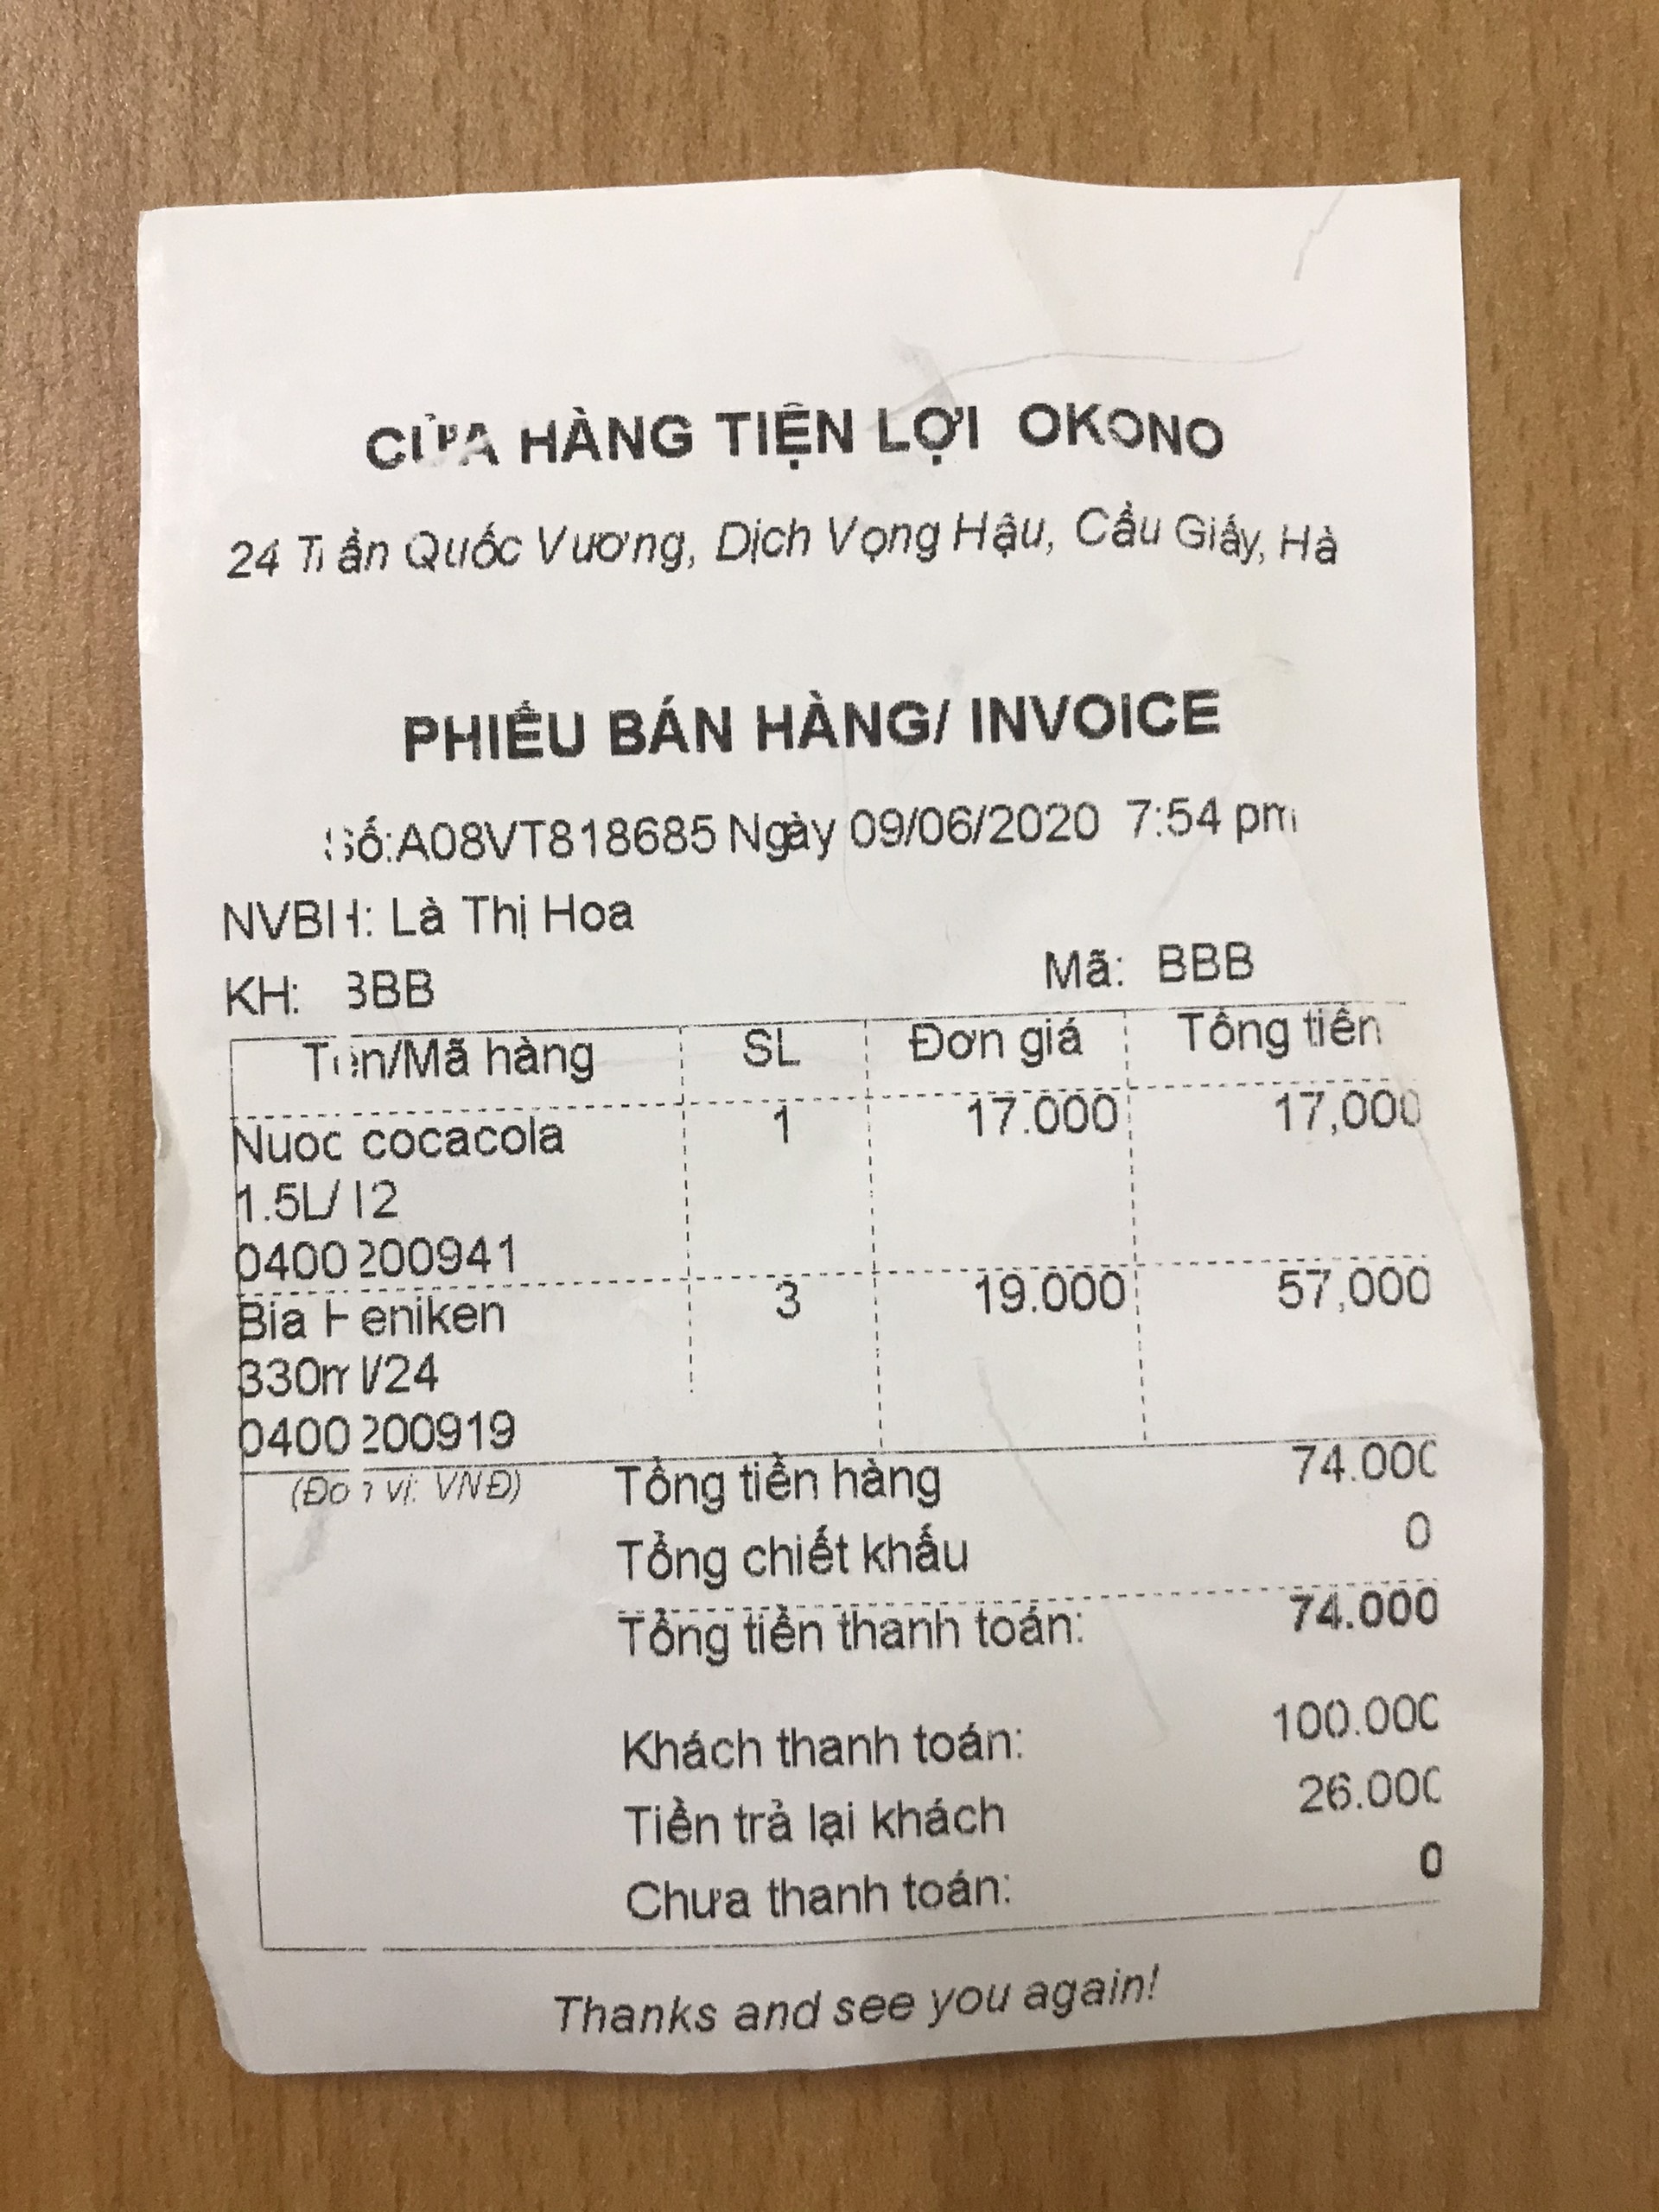 CỬA HÀNG TIỆN LỢI OKONO
24 Trần Quốc Vương, Dịch Vọng Hậu, Cầu Giấy, Hà
PHIẾU BÁN HÀNG/ INVOICE
Số:A08VT818685 Ngày 09/06/2020 7:54 pm
NVBH: Là Thị Hoa
KH: BBB Mã: BBB
Tên/Mã hàng SL Đơn giá Tổng tiền
Nuoc cocacola 1 17.000 17,000
1.5L/12
0400200941
Bia Heniken 3 19.000 57,000
330ml/24
0400200919
(Đơn vị: VNĐ) Tổng tiền hàng 74.000
Tổng chiết khấu 0
Tổng tiền thanh toán: 74.000
Khách thanh toán: 100.000
Tiền trả lại khách 26.000
Chưa thanh toán: 0
Thanks and see you again!